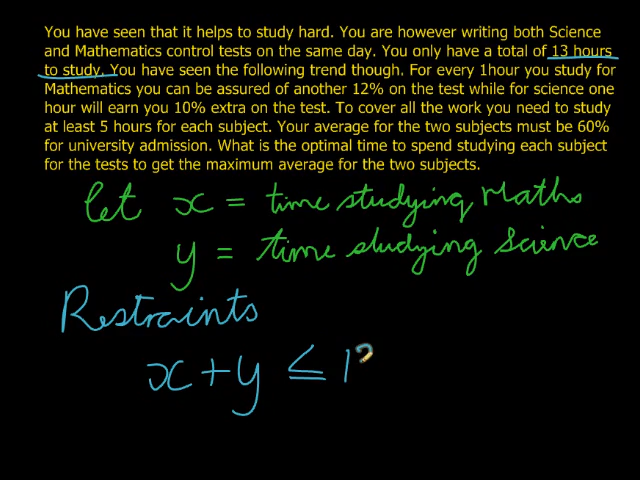 You have seen that it helps to study hard. You are however writing both Science
and Mathematics control tests on the same day. You only have a total of 13 hours
to study. You have seen the following trend though. For every 1hour you study for
Mathematics you can be assured of another 12% on the test while for science one
hour will earn you 10% extra on the test. To cover all the work you need to study
at least 5 hours for each subject. Your average for the two subjects must be 60%
for university admission. What is the optimal time to spend studying each subject
for the tests to get the maximum average for the two subjects.
let x = time studying Maths
y = time studying science
Restraints
x + y ≤ 13